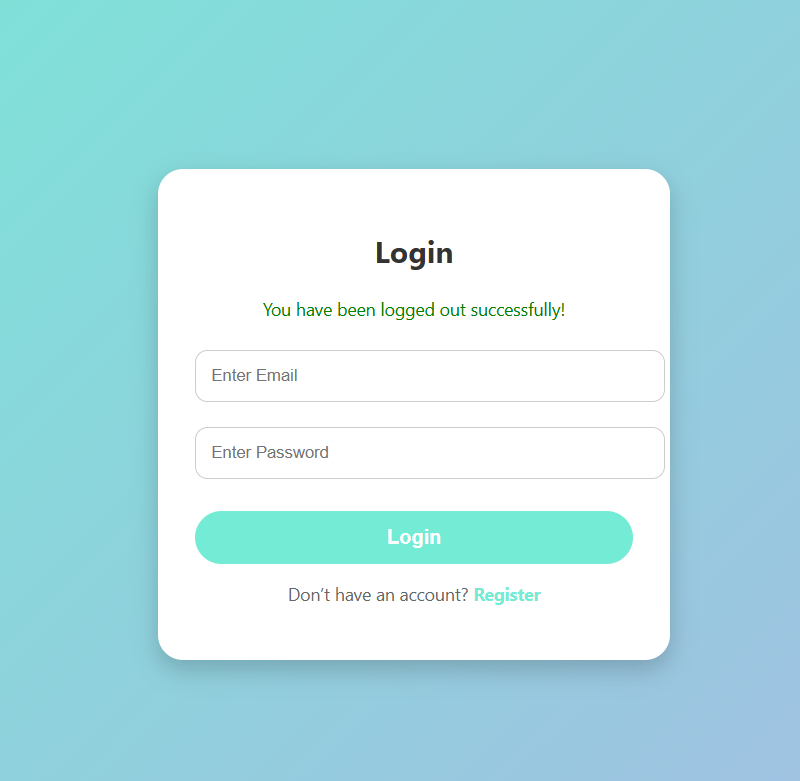 Login
You have been logged out successfully!
Enter Email
Enter Password
Login
Don’t have an account? Register